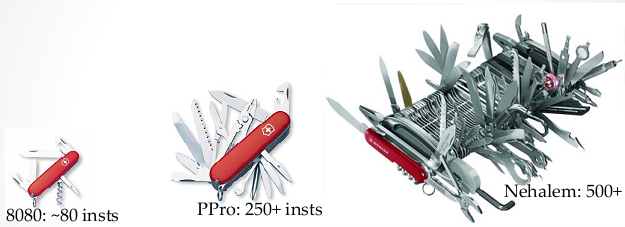 8080: ~80 insts
PPro: 250+ insts
Nehalem: 500+